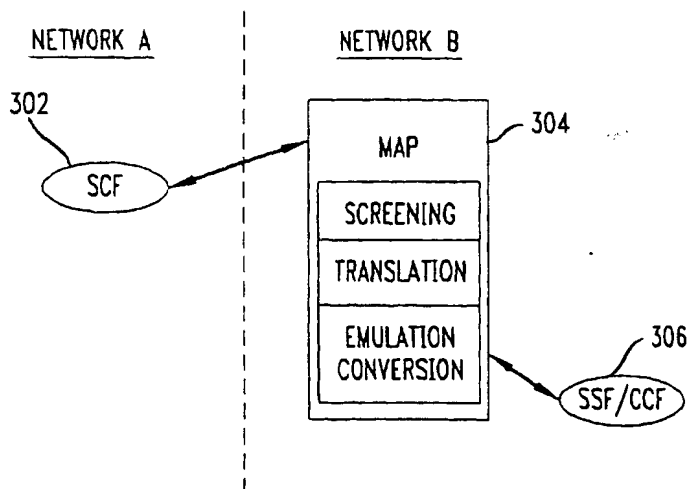 NETWORK A
NETWORK B
302
304
MAP
SCF
SCREENING
TRANSLATION
EMULATION
CONVERSION
306
SSF/CCF